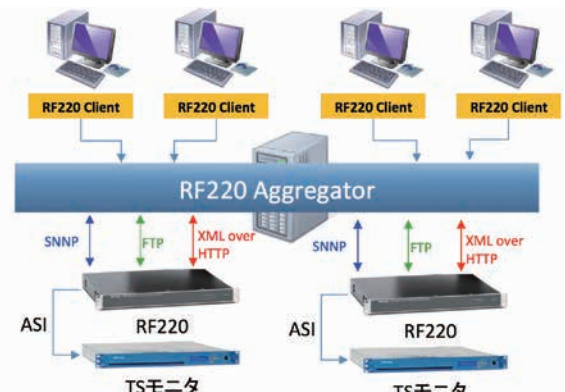 RF220 Client
RF220 Client
RF220 Client
RF220 Client
RF220 Aggregator
SNNP
FTP
XML over
HTTP
SNNP
FTP
XML over
HTTP
ASI
RF220
ASI
RF220
TSモニタ
TSモニタ